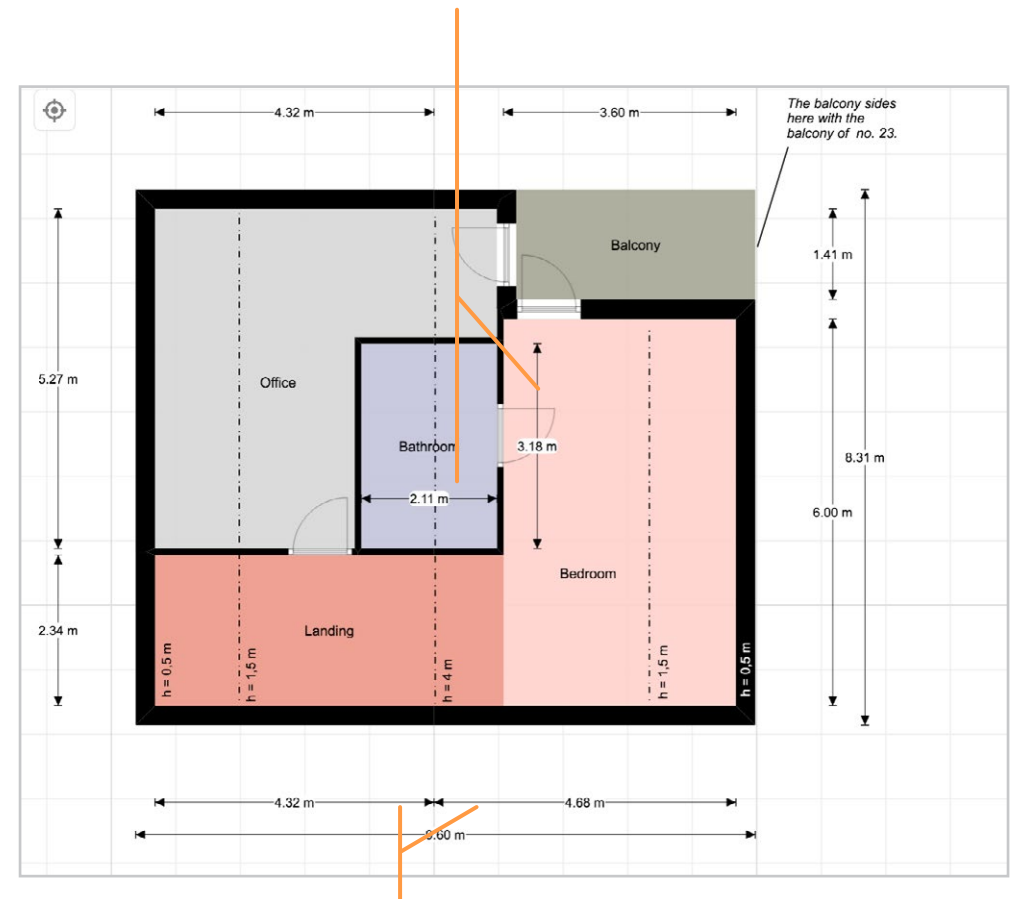 4.32 m
3.60 m
The balcony sides
here with the
balcony of no. 23.
Balcony
1.41 m
5.27 m
Office
Bathroom
3.18 m
8.31 m
2.11 m
6.00 m
Bedroom
2.34 m
Landing
h = 0.5 m
h = 1,5 m
h = 4 m
h = 1,5 m
h = 0,5 m
4.32 m
4.68 m
9.60 m